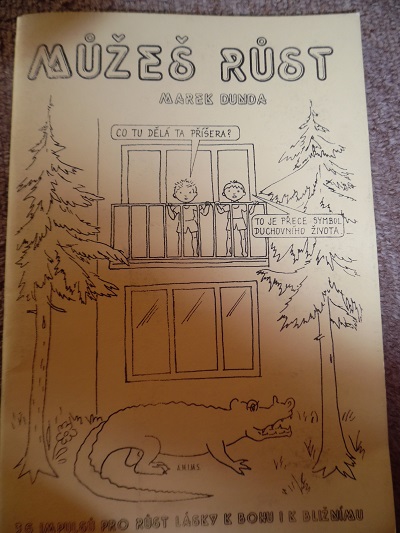 MŮŽEŠ RŮST
MAREK DUNDA
CO TU DĚLÁ TA PŘÍŠERA?
TO JE PŘECE SYMBOL
DUCHOVNÍHO ŽIVOTA.
ANIMS
IMPULSŮ PRO RŮST LÁSKY K BOHU I K BLIŽNÍMU